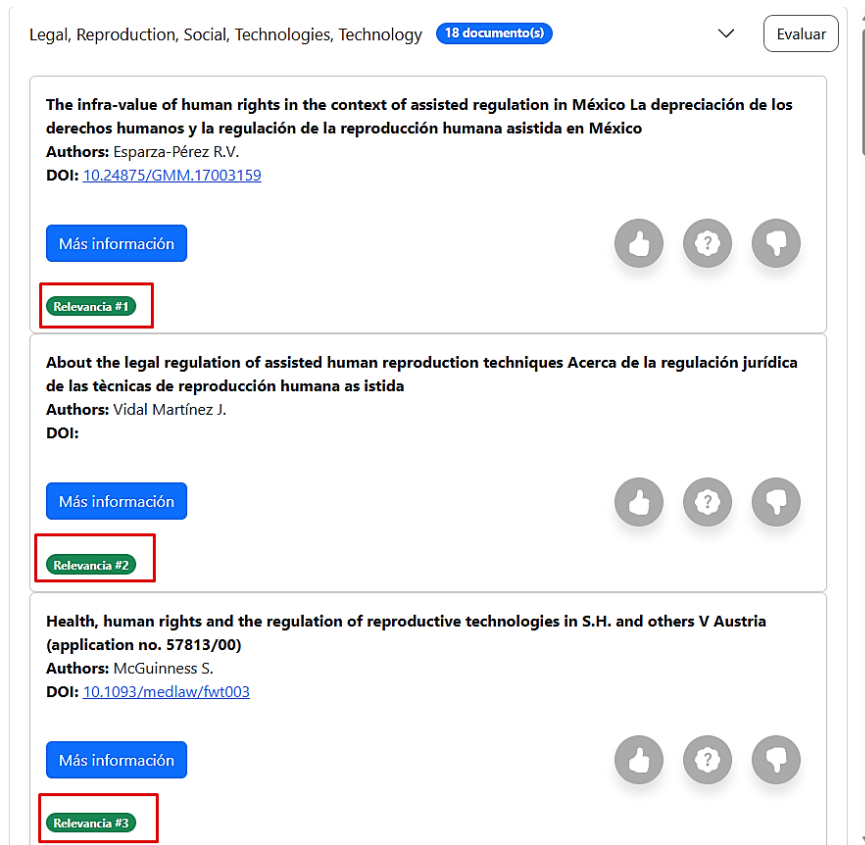 Legal, Reproduction, Social, Technologies, Technology 18 documento(s) Evaluar
The infra-value of human rights in the context of assisted regulation in México La depreciación de los
derechos humanos y la regulación de la reproducción humana asistida en México
Authors: Esparza-Pérez R.V.
DOI: 10.24875/GMM.17003159
Más información
?
Relevancia #1
About the legal regulation of assisted human reproduction techniques Acerca de la regulación jurídica
de las tècnicas de reproducción humana as istida
Authors: Vidal Martínez J.
DOI:
Más información
?
Relevancia #2
Health, human rights and the regulation of reproductive technologies in S.H. and others V Austria
(application no. 57813/00)
Authors: McGuinness S.
DOI: 10.1093/medlaw/fwt003
Más información
?
Relevancia #3